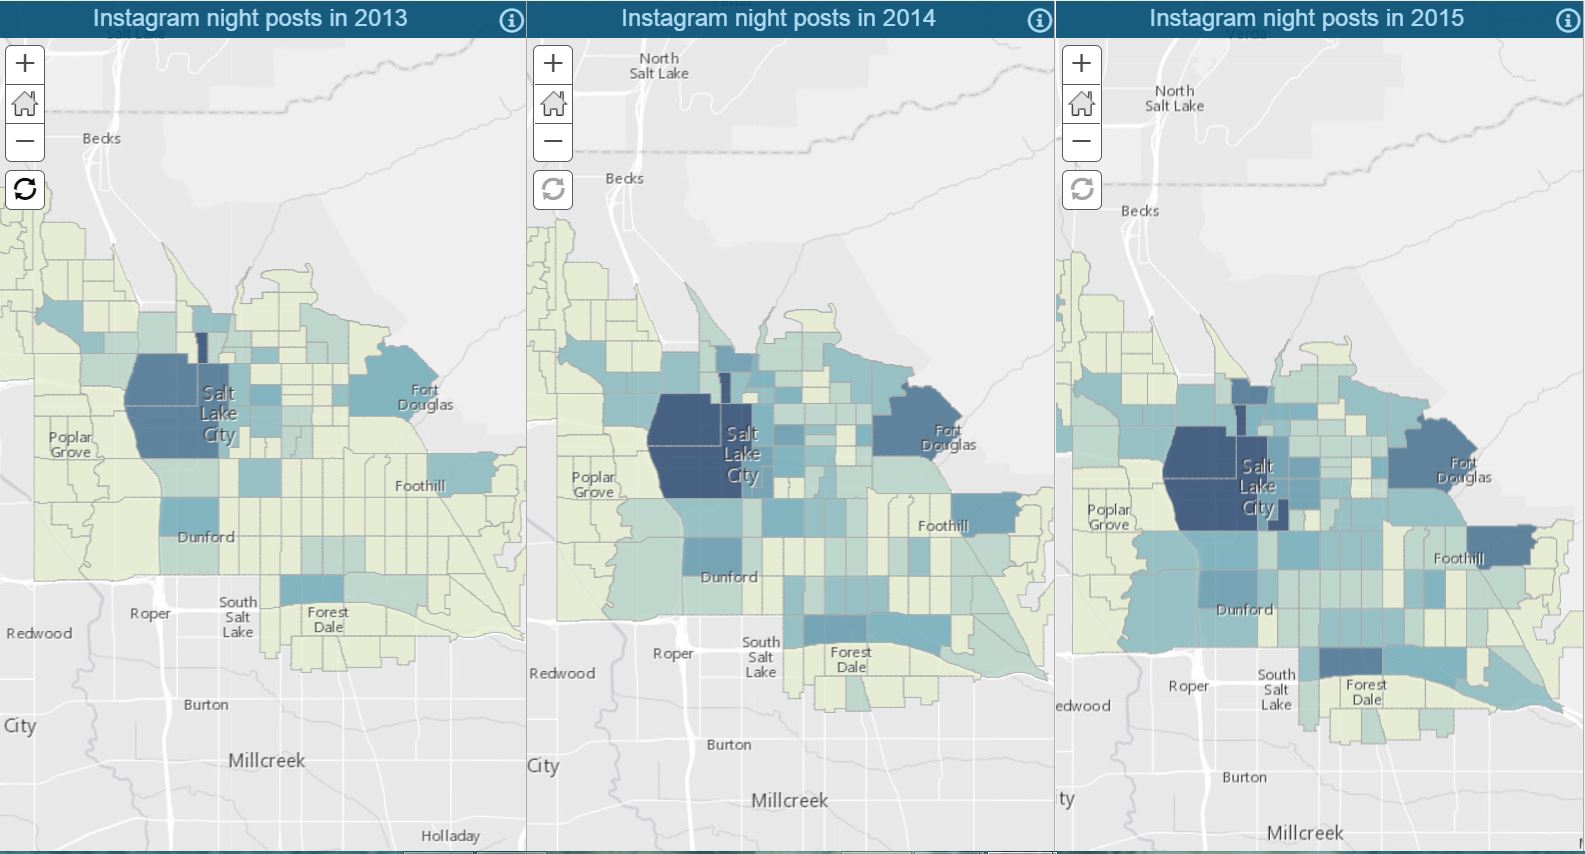 Instagram night posts in 2013
Salt Lake
Becks
Salt
Lake
City
Fort
Douglas
Poplar
Grove
Foothill
Dunford
Roper
South
Salt
Lake
Forest
Dale
Redwood
Burton
City
Millcreek
Holladay
Instagram night posts in 2014
North
Salt Lake
Becks
Salt
Lake
City
Fort
Douglas
Poplar
Grove
Foothill
Dunford
Roper
South
Salt
Lake
Forest
Dale
Redwood
Burton
City
Millcreek
Instagram night posts in 2015
North
Salt Lake
Becks
Salt
Lake
City
Fort
Douglas
Poplar
Grove
Foothill
Dunford
Roper
South
Salt
Lake
Forest
Dale
edwood
Burton
ty
Millcreek